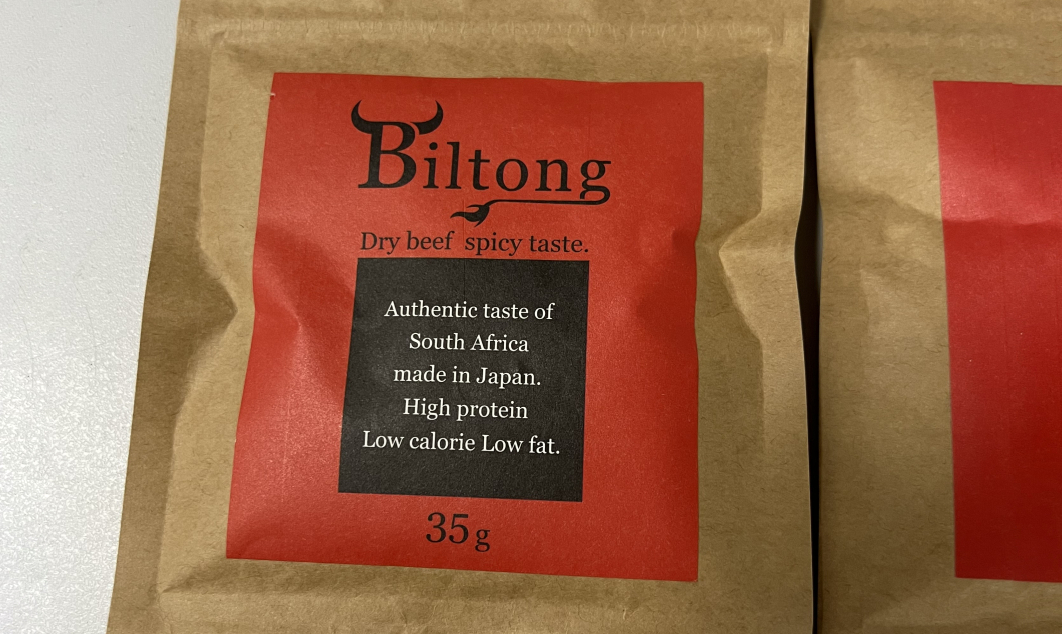 Biltong
Dry beef spicy taste.
Authentic taste of
South Africa
made in Japan.
High protein
Low calorie Low fat.
35 g